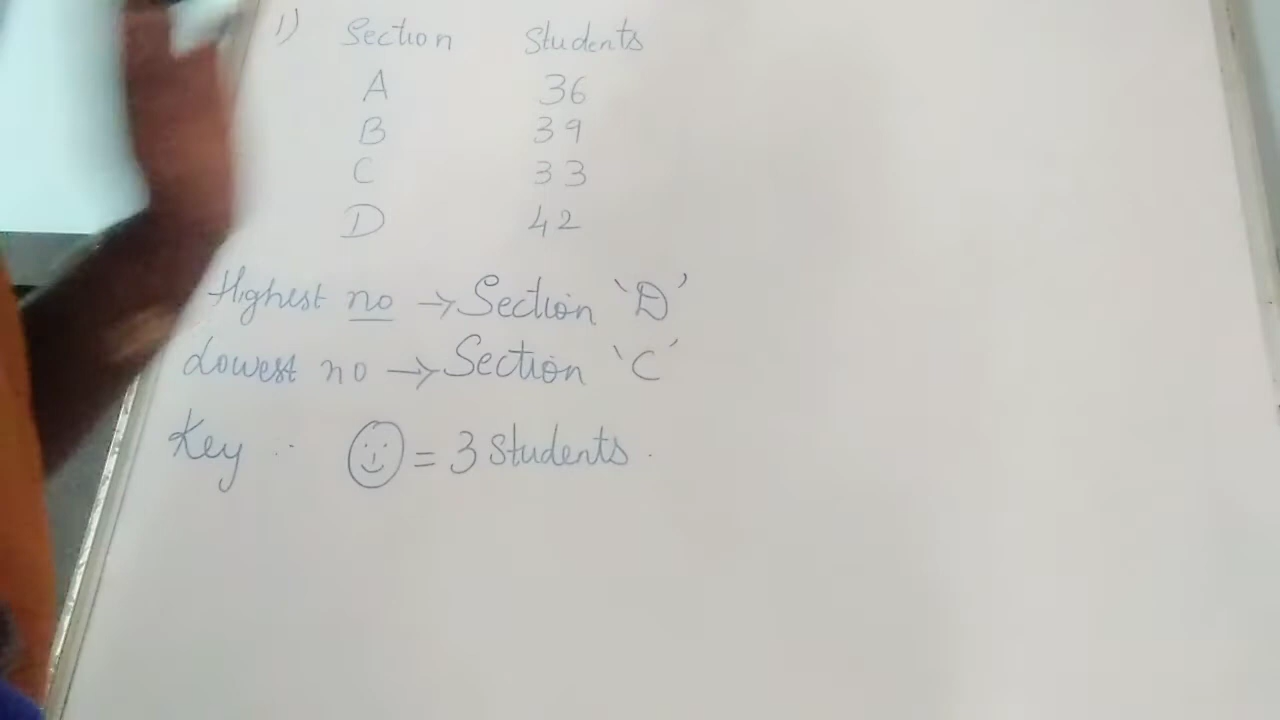 1) Section Students
A 36
B 39
C 33
D 42
Highest no → Section 'D'
Lowest no → Section 'C'
Key : = 3 Students.